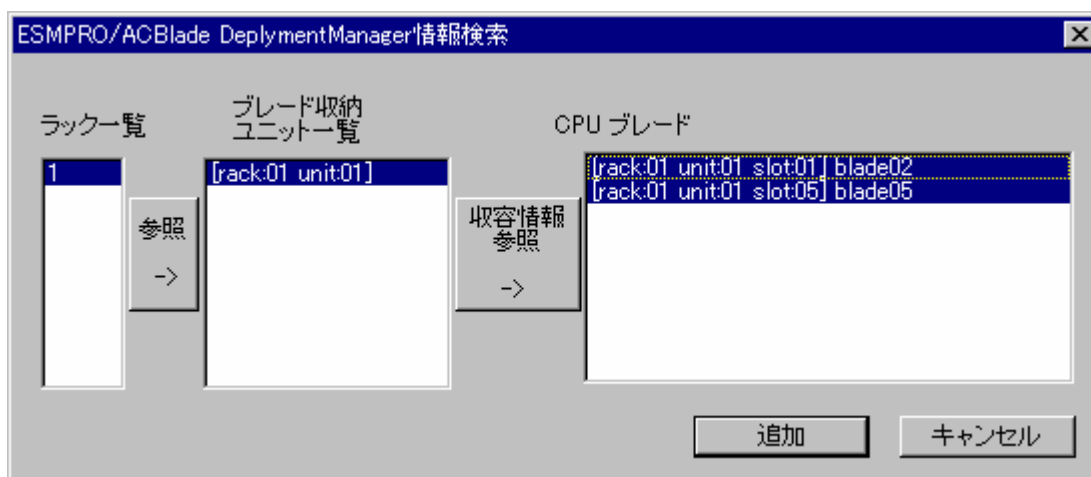 ESMPRO/ACBlade DeplymentManager情報検索
ラック一覧
ブレード収納
ユニット一覧
CPU ブレード
1
[rack:01 unit:01]
[rack:01 unit:01 slot:01] blade02
[rack:01 unit:01 slot:05] blade05
参照
->
収容情報
参照
->
追加
キャンセル